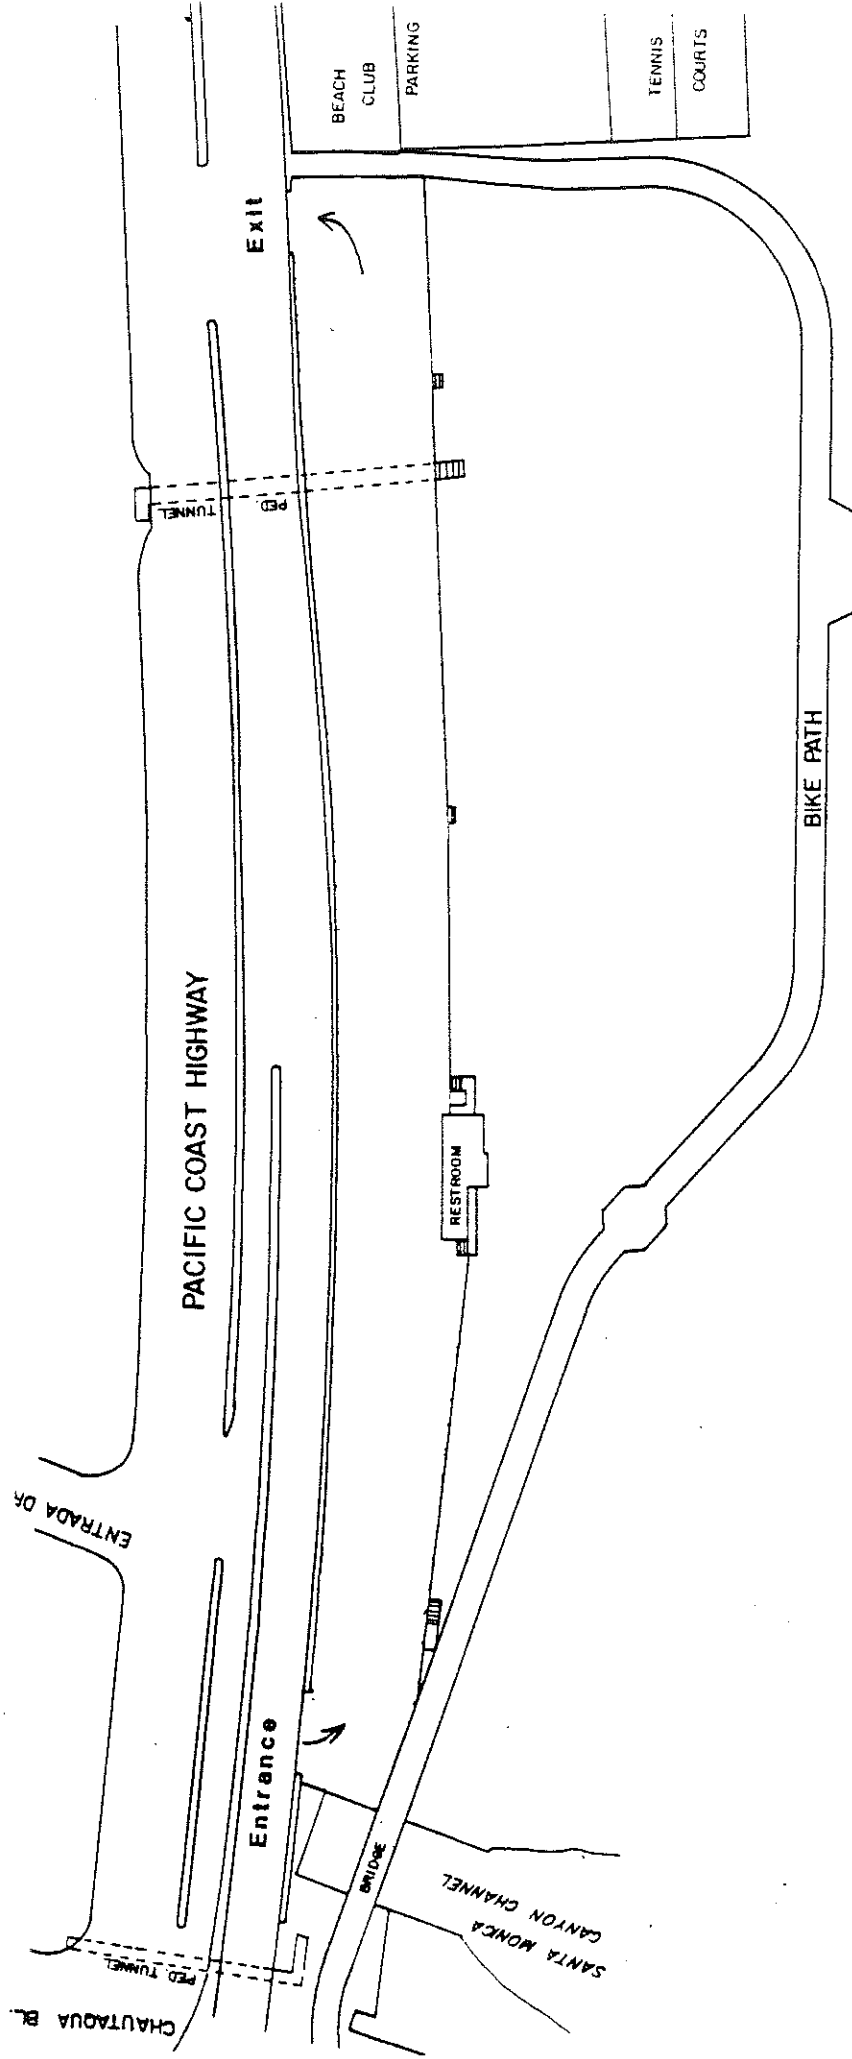 BEACH
CLUB
PARKING
TENNIS
COURTS
Exit
PED.
TUNNEL
BIKE PATH
PACIFIC COAST HIGHWAY
RESTROOM
ENTRADA DR
Entrance
BRIDGE
SANTA MONICA
CANYON CHANNEL
PED TUNNEL
CHAUTAQUA BL.